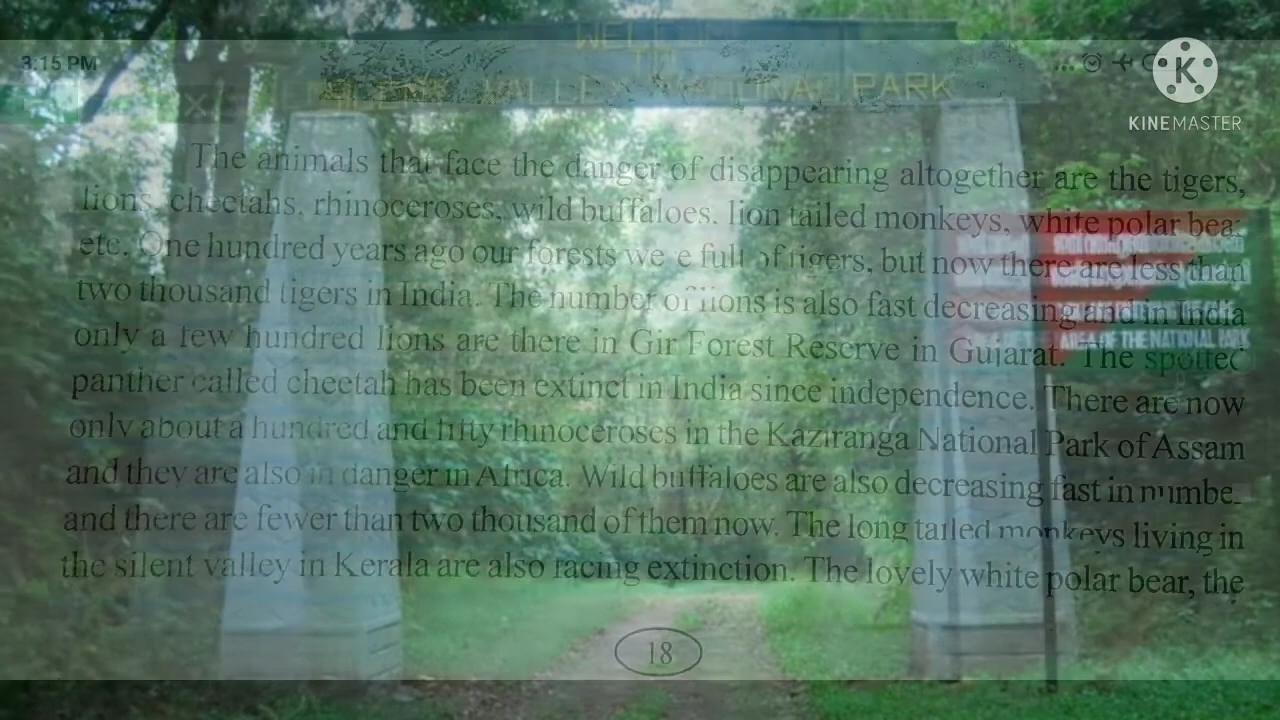 WELCOME
TO
3:15 PM
SILENT VALLEY NATIONAL PARK
K
KINEMASTER
The animals that face the danger of disappearing altogether are the tigers,
lions, cheetahs, rhinoceroses, wild buffaloes, lion tailed monkeys, white polar bear
etc. One hundred years ago our forests were full of tigers, but now there are less than
two thousand tigers in India. The number of lions is also fast decreasing and in India
only a few hundred lions are there in Gir Forest Reserve in Gujarat. The spotted
panther called cheetah has been extinct in India since independence. There are now
only about a hundred and fifty rhinoceroses in the Kaziranga National Park of Assam
and they are also in danger in Africa. Wild buffaloes are also decreasing fast in number
and there are fewer than two thousand of them now. The long tailed monkeys living in
the silent valley in Kerala are also facing extinction. The lovely white polar bear, the
OF THE NATIONAL PARK
18